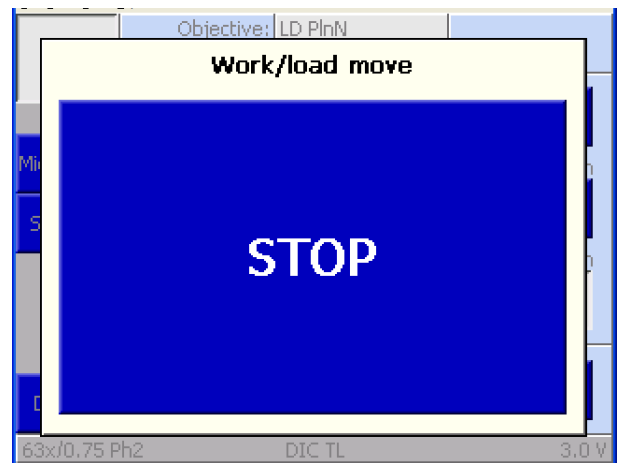 Objective: LD PlnN
Work/load move
STOP
63x/0.75 Ph2 DIC TL 3.0 V